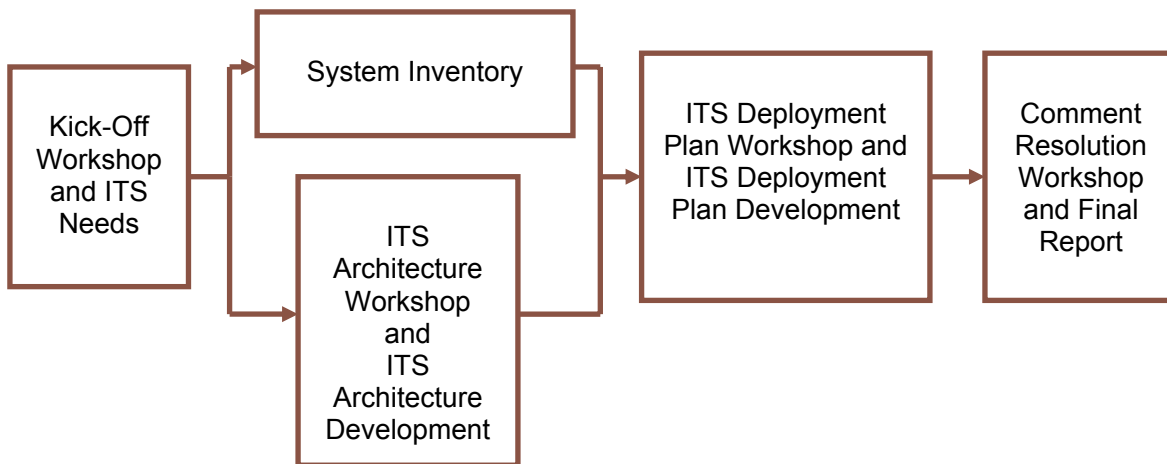 Kick-Off
Workshop
and ITS
Needs
System Inventory
ITS
Architecture
Workshop
and
ITS
Architecture
Development
ITS Deployment
Plan Workshop and
ITS Deployment
Plan Development
Comment
Resolution
Workshop
and Final
Report